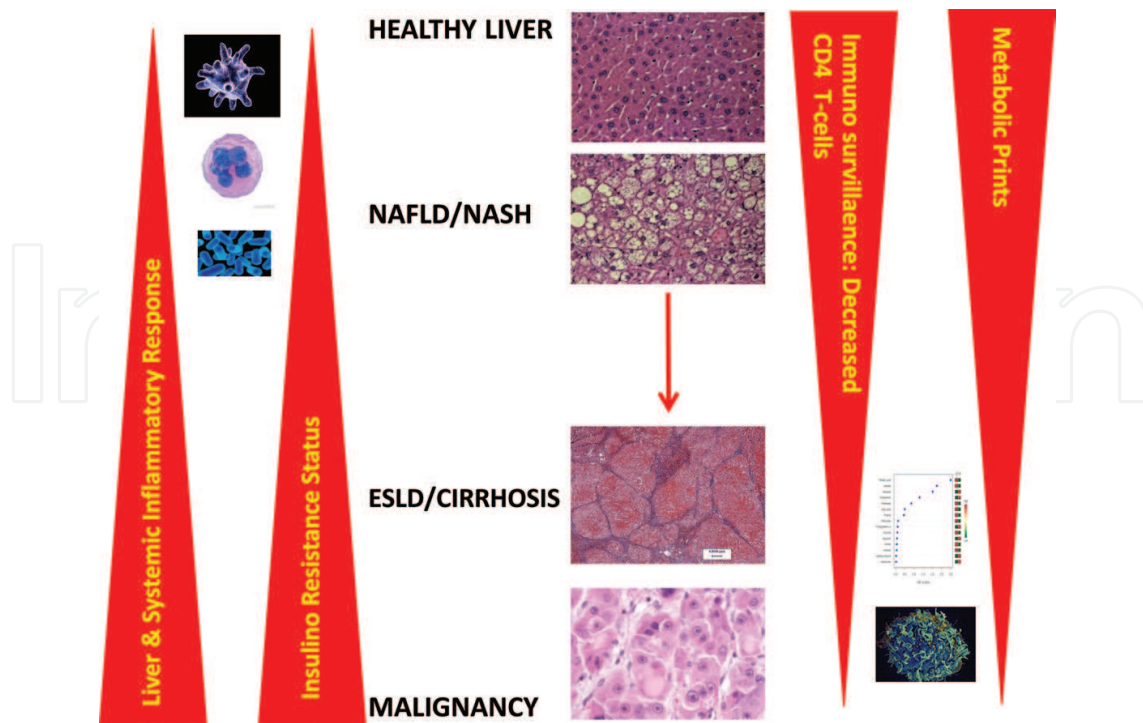 HEALTHY LIVER
NAFLD/NASH
ESLD/CIRRHOSIS
MALIGNANCY
Liver & Systemic Inflammatory Response
Insulino Resistance Status
Immuno survillaence: Decreased
CD4 T-cells
Metabolic Prints